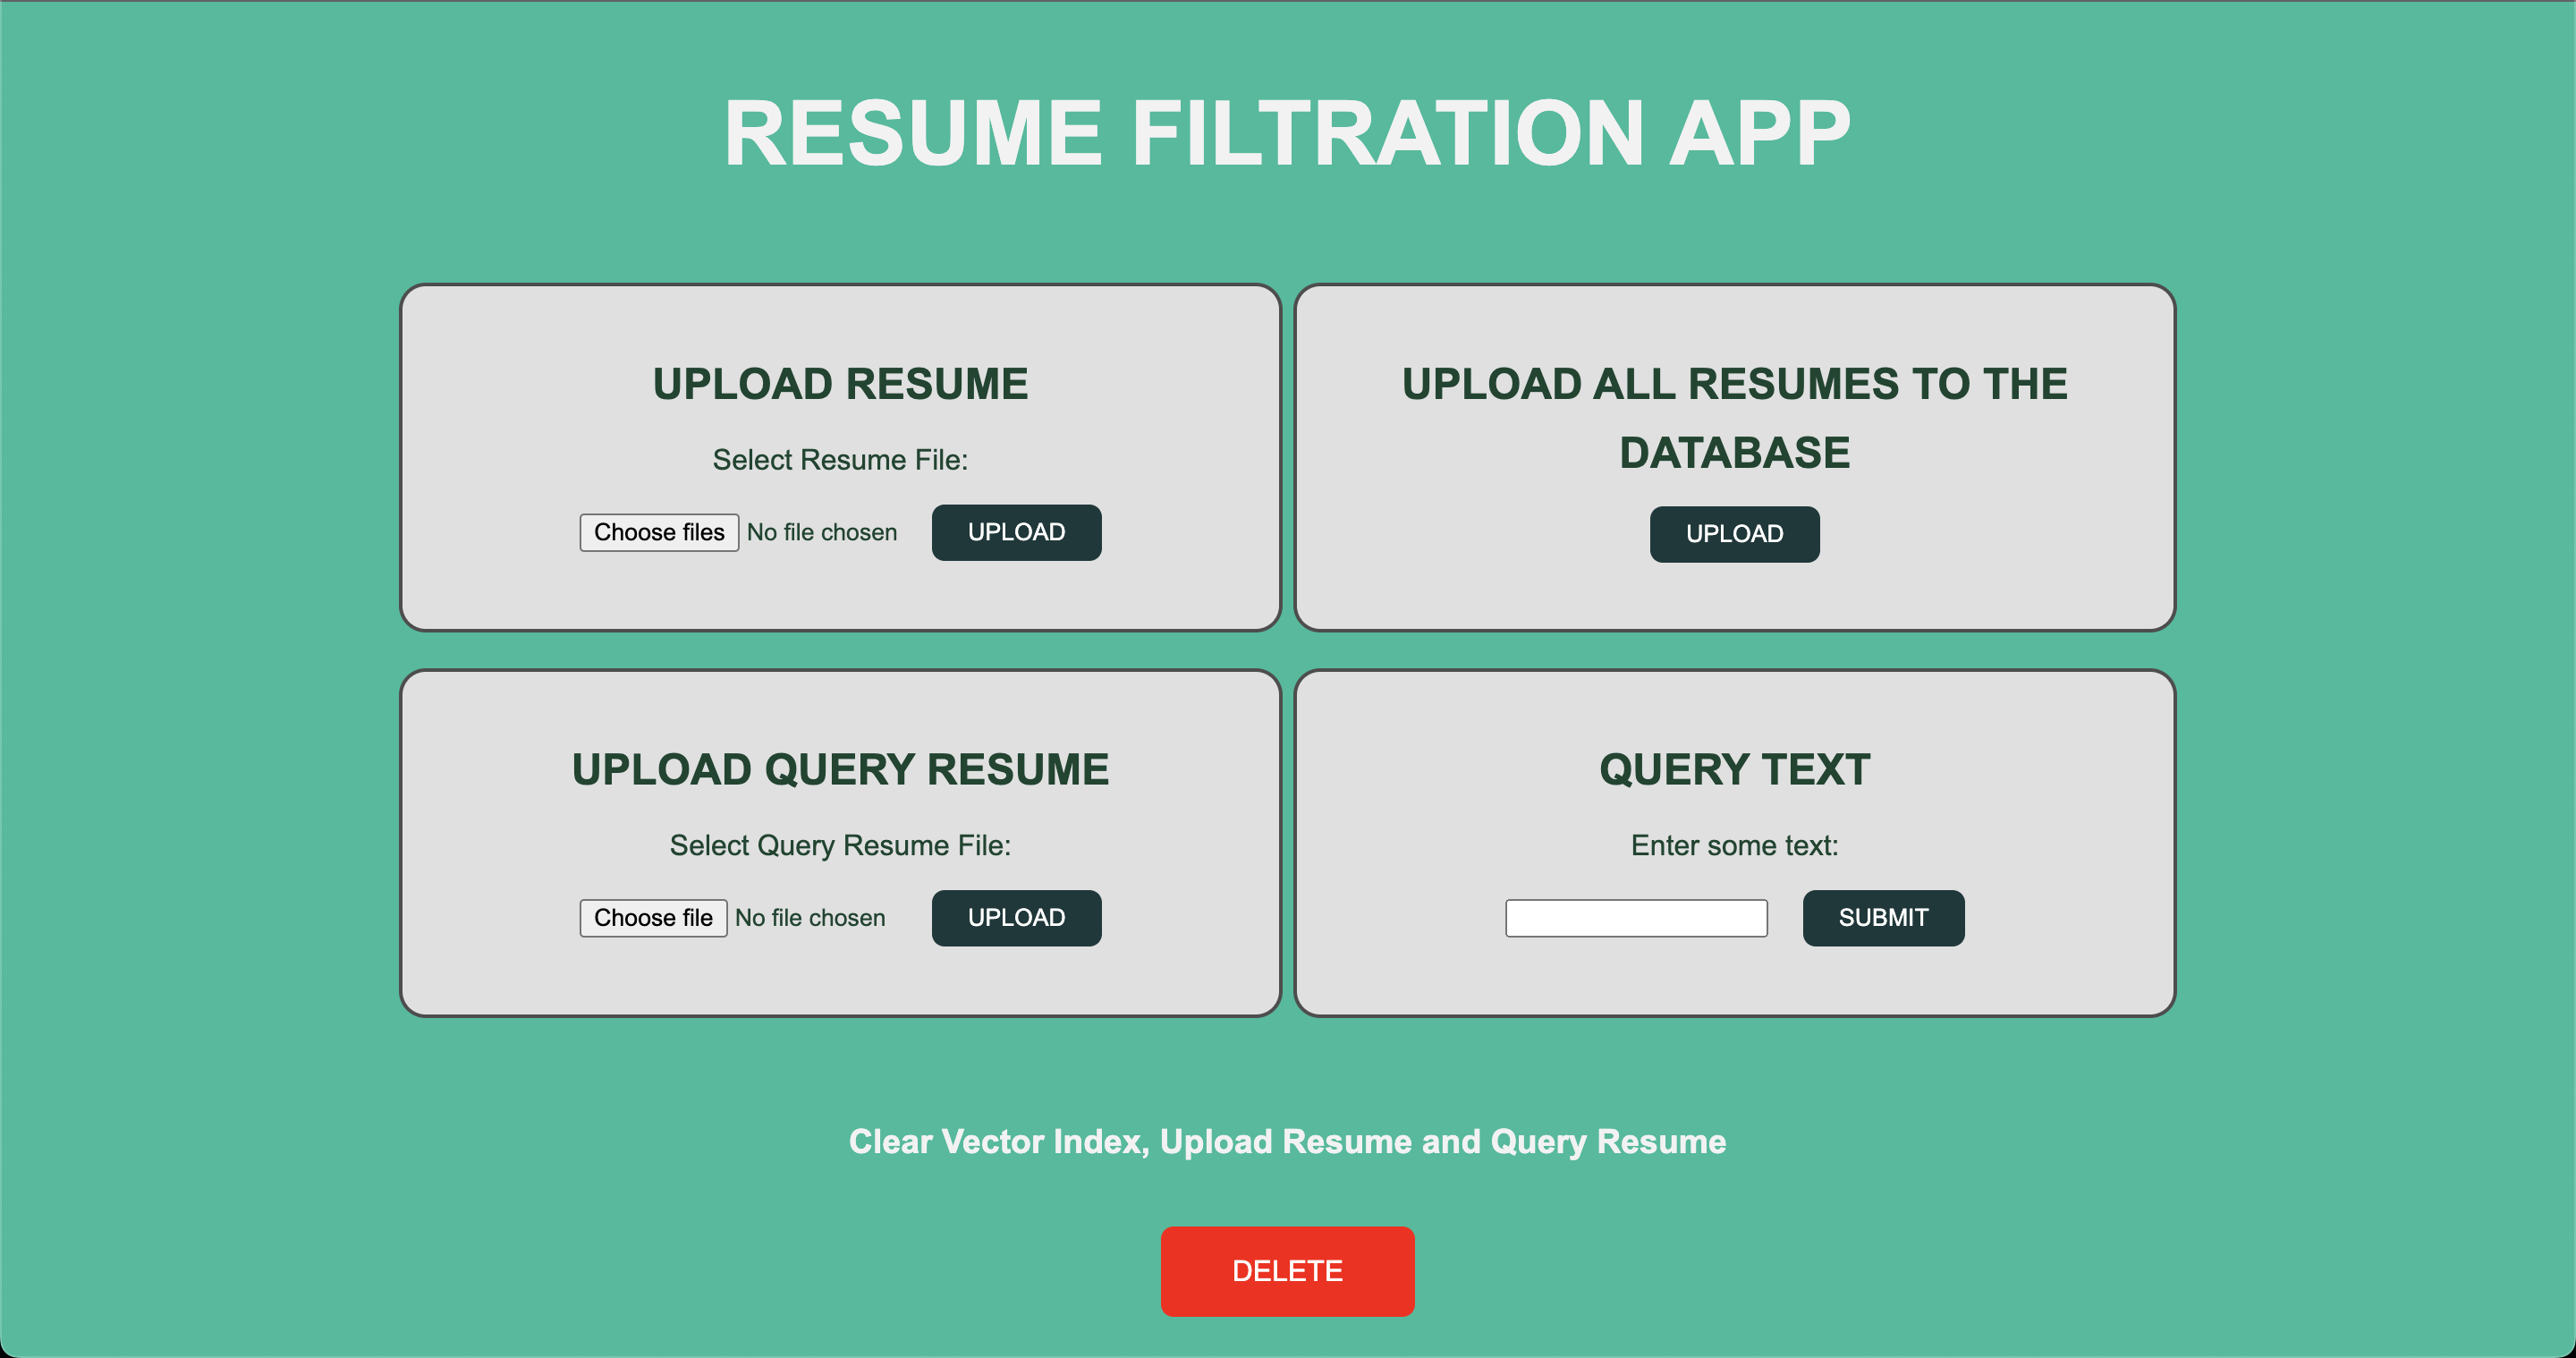 RESUME FILTRATION APP
UPLOAD RESUME
Select Resume File:
Choose files No file chosen UPLOAD
UPLOAD ALL RESUMES TO THE
DATABASE
UPLOAD
UPLOAD QUERY RESUME
Select Query Resume File:
Choose file No file chosen UPLOAD
QUERY TEXT
Enter some text:
SUBMIT
Clear Vector Index, Upload Resume and Query Resume
DELETE